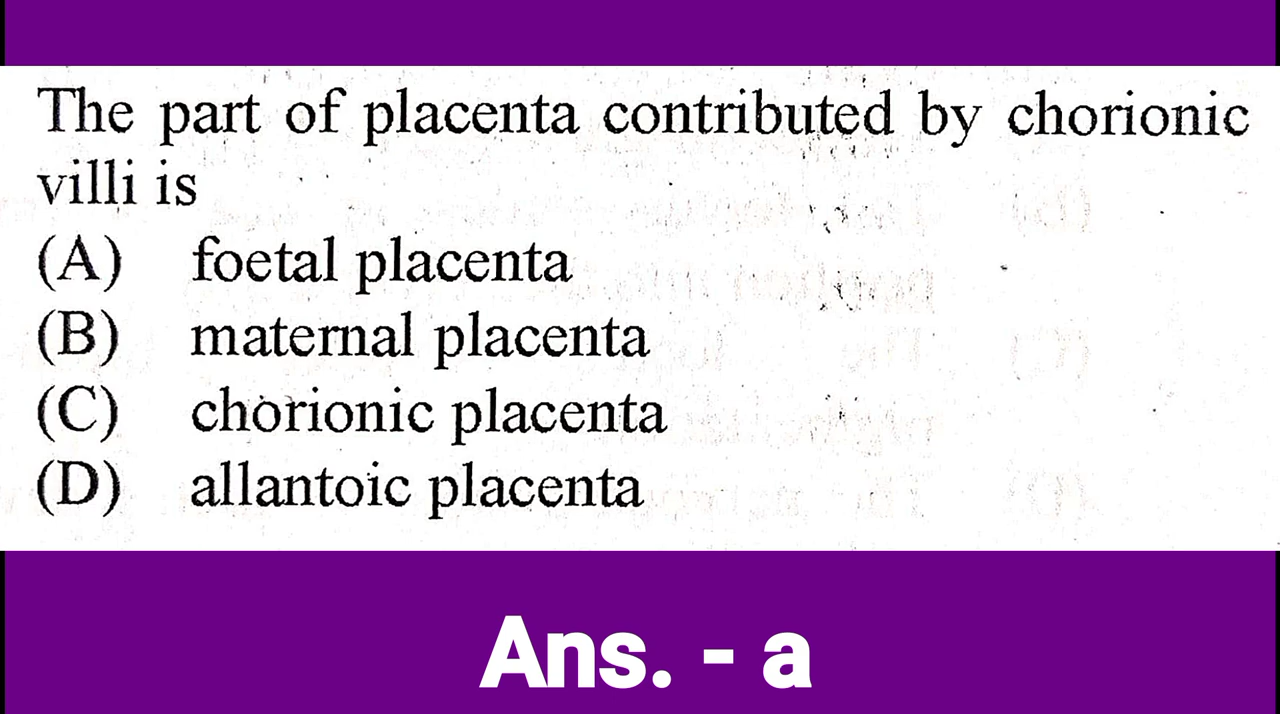 The part of placenta contributed by chorionic
villi is
(A) foetal placenta
(B) maternal placenta
(C) chorionic placenta
(D) allantoic placenta
Ans. - a